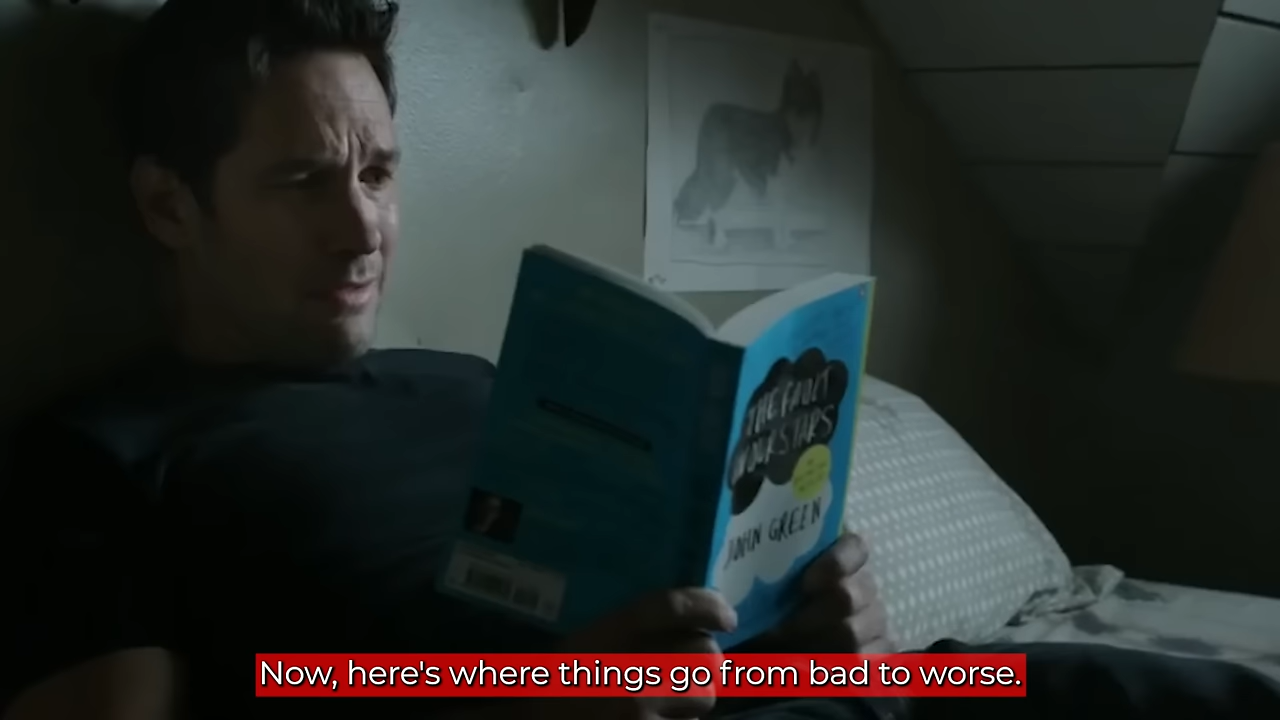 THE FAULT
IN OUR STARS
JOHN GREEN
Now, here's where things go from bad to worse.